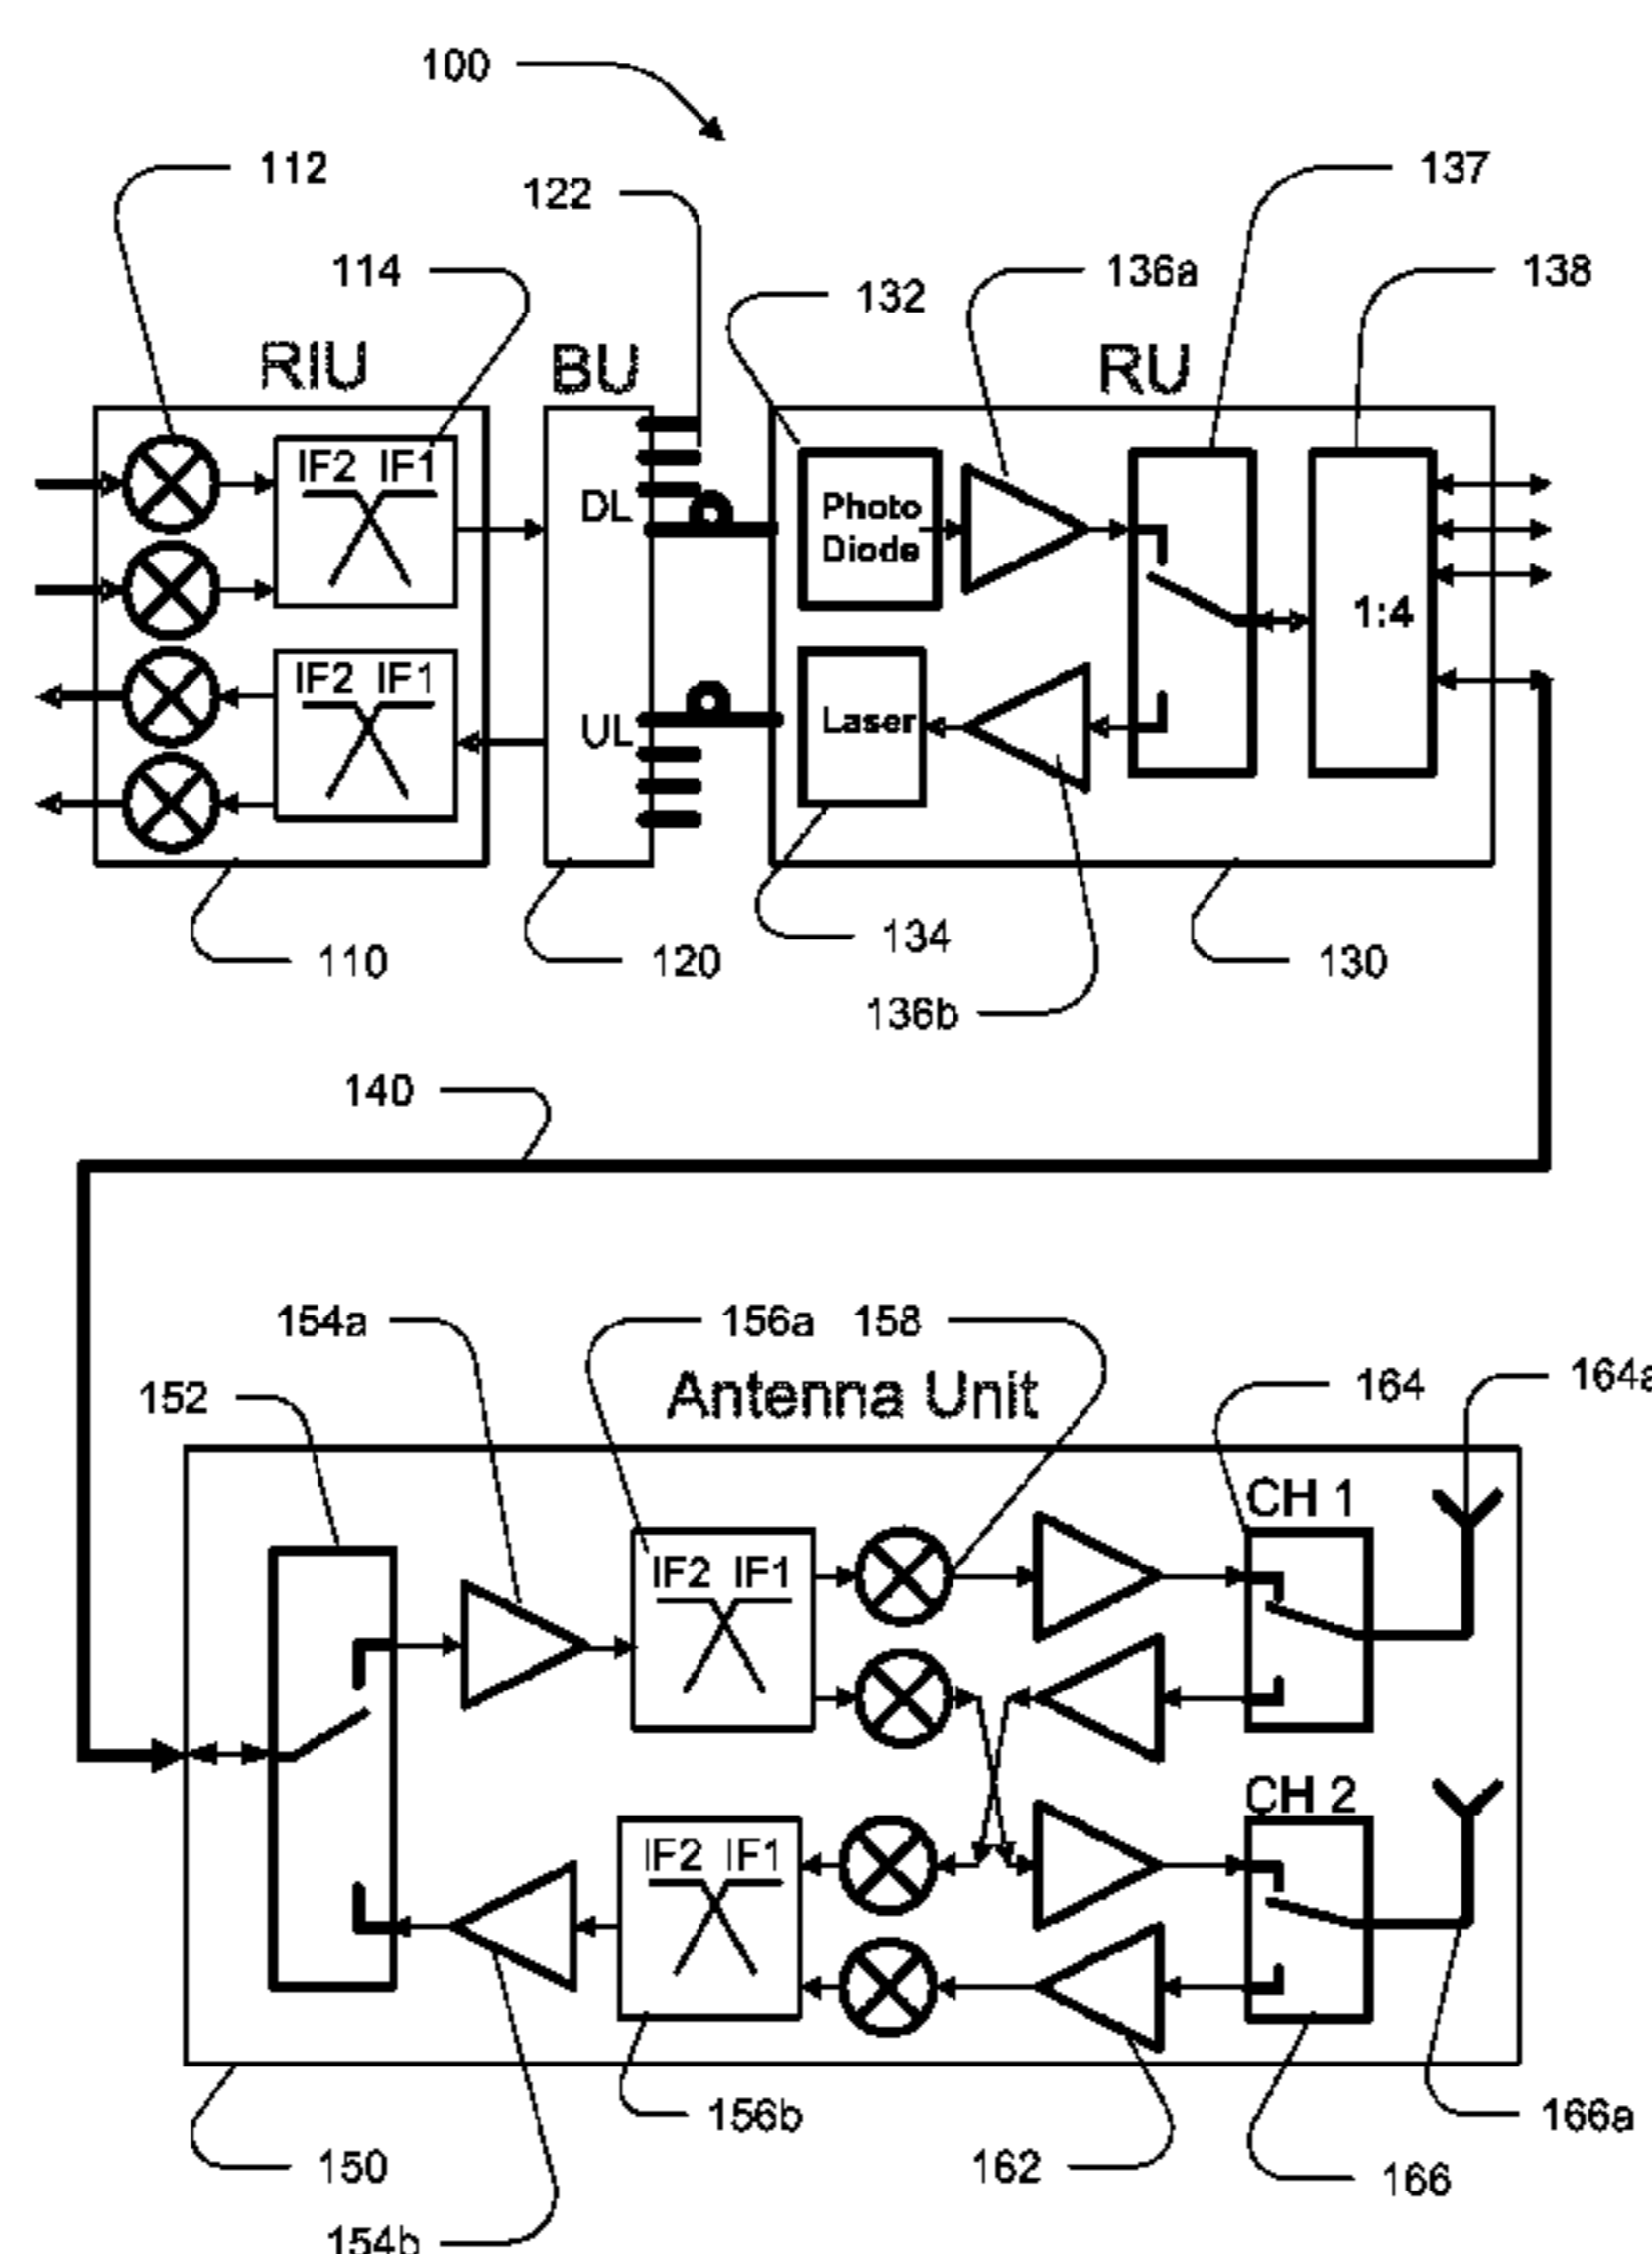 100
112
122
137
114
132
136a
138
RIU
BU
RU
IF2 IF1
DL
Photo
Diode
1:4
IF2 IF1
UL
Laser
110
120
134
130
136b
140
154a
156a
158
152
Antenna Unit
164
164a
CH 1
IF2 IF1
CH 2
IF2 IF1
156b
162
166a
150
166
154b